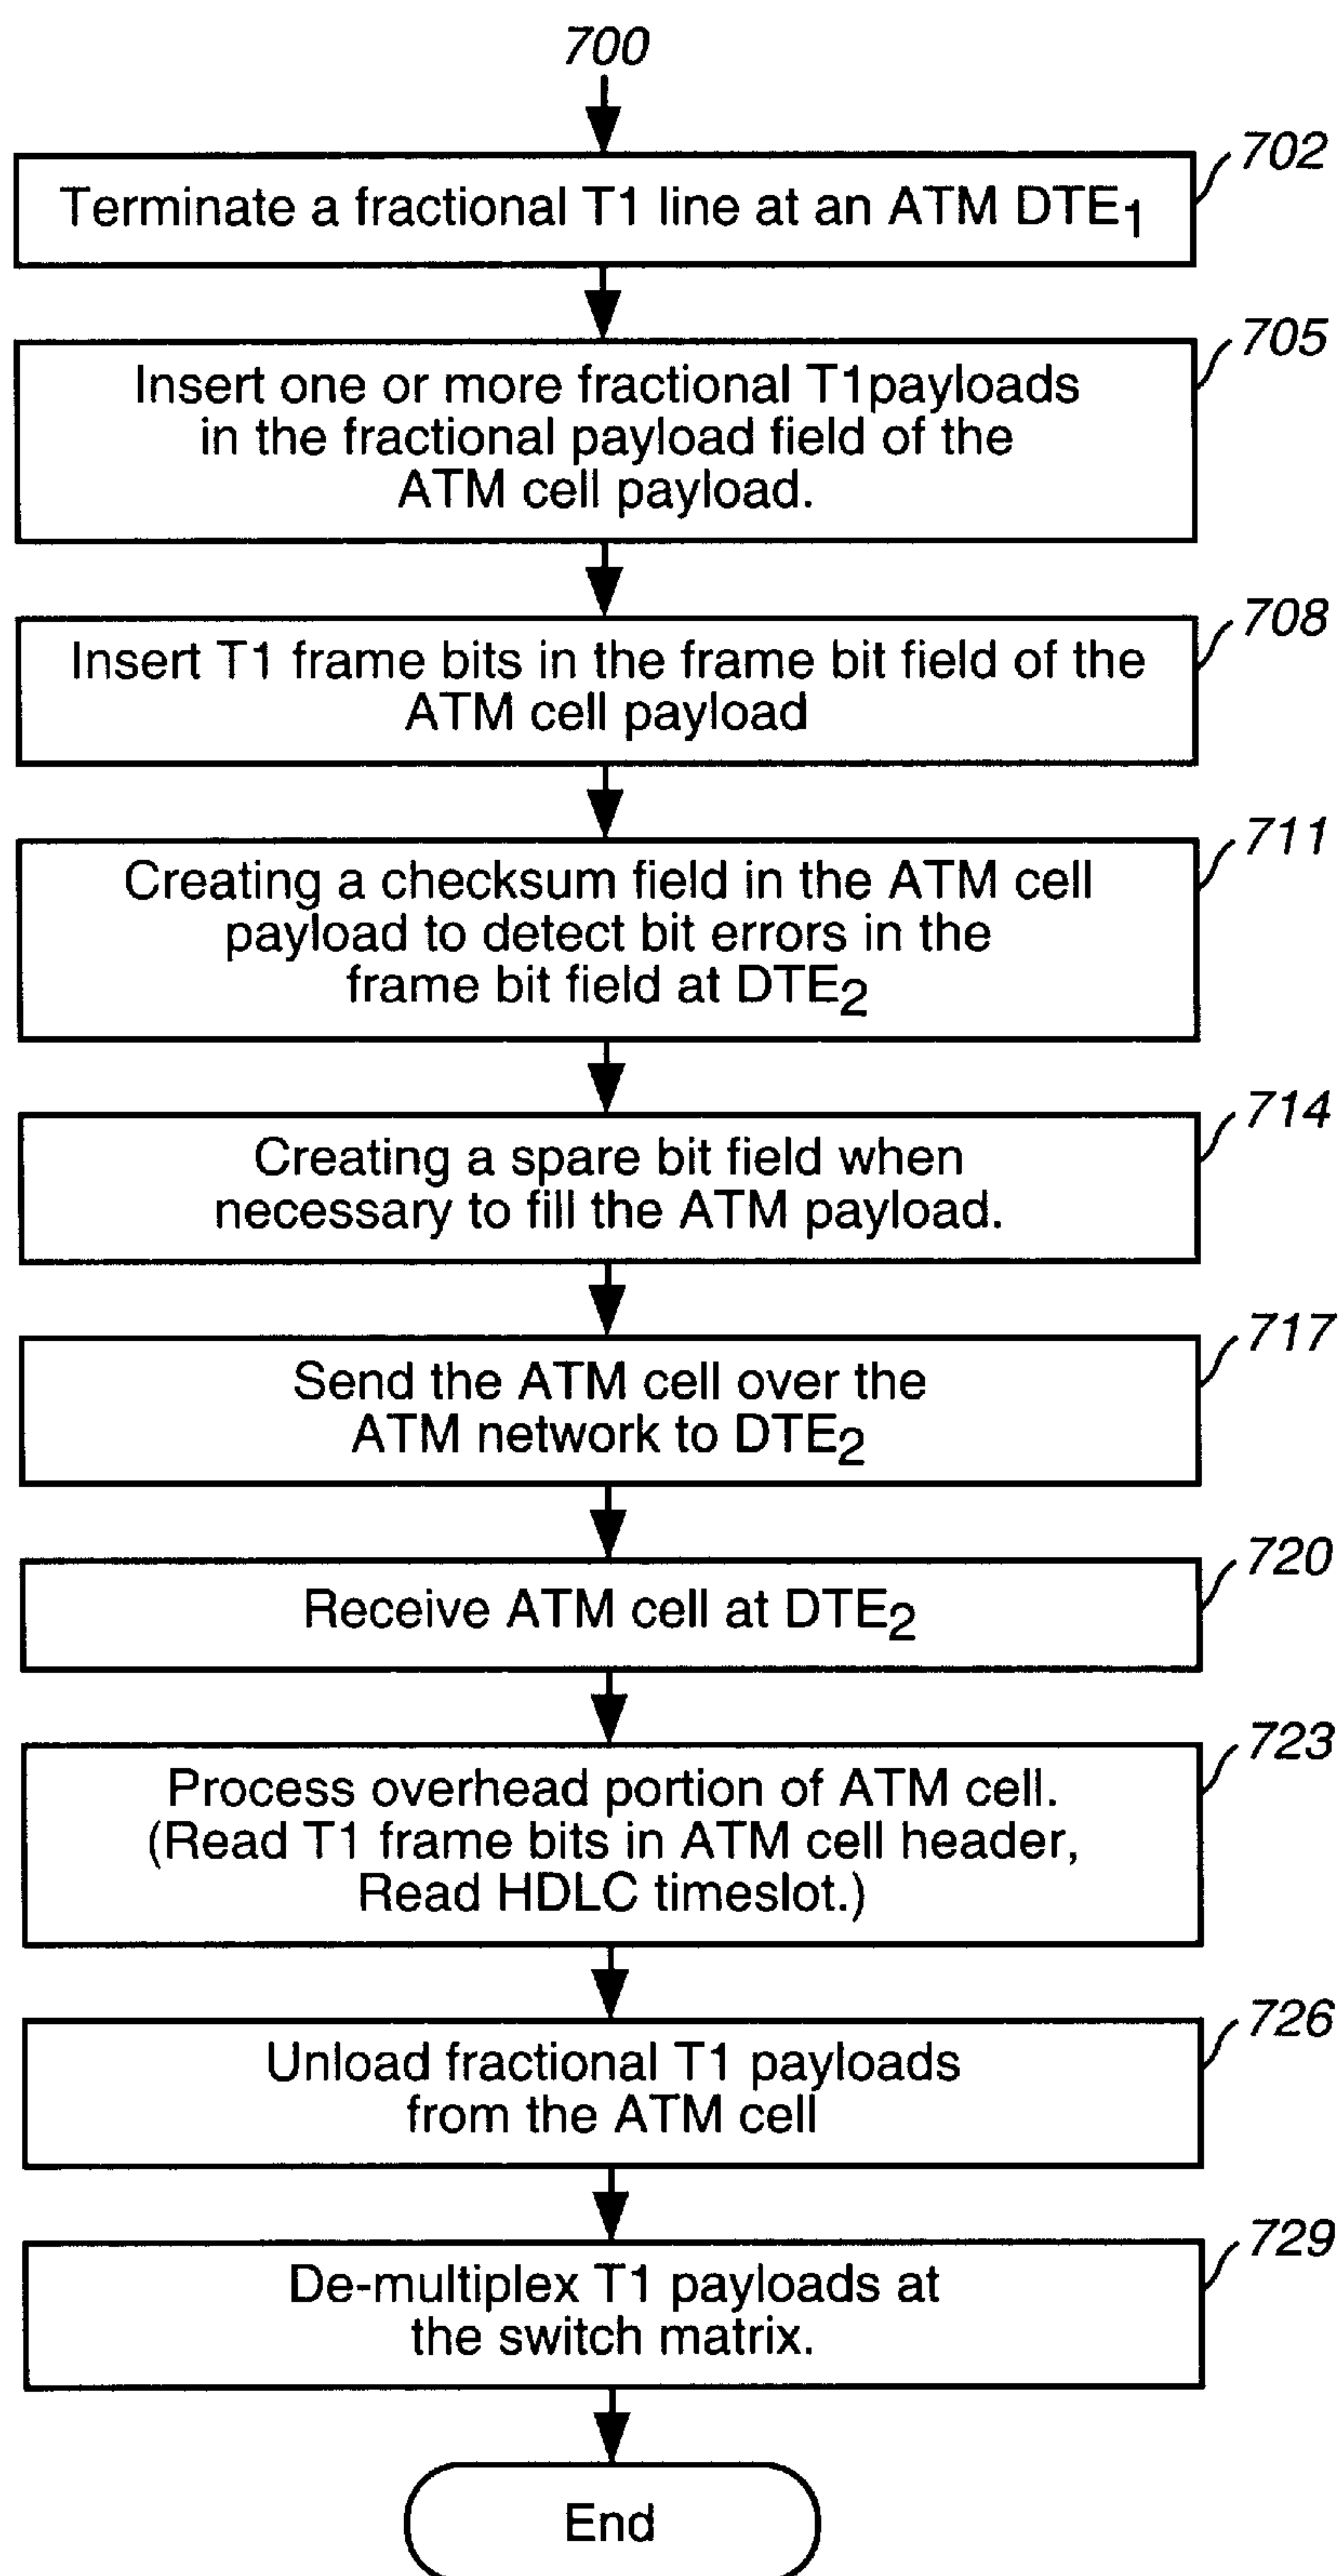 700
702
Terminate a fractional T1 line at an ATM DTE1
705
Insert one or more fractional T1payloads
in the fractional payload field of the
ATM cell payload.
708
Insert T1 frame bits in the frame bit field of the
ATM cell payload
711
Creating a checksum field in the ATM cell
payload to detect bit errors in the
frame bit field at DTE2
714
Creating a spare bit field when
necessary to fill the ATM payload.
717
Send the ATM cell over the
ATM network to DTE2
720
Receive ATM cell at DTE2
723
Process overhead portion of ATM cell.
(Read T1 frame bits in ATM cell header,
Read HDLC timeslot.)
726
Unload fractional T1 payloads
from the ATM cell
729
De-multiplex T1 payloads at
the switch matrix.
End